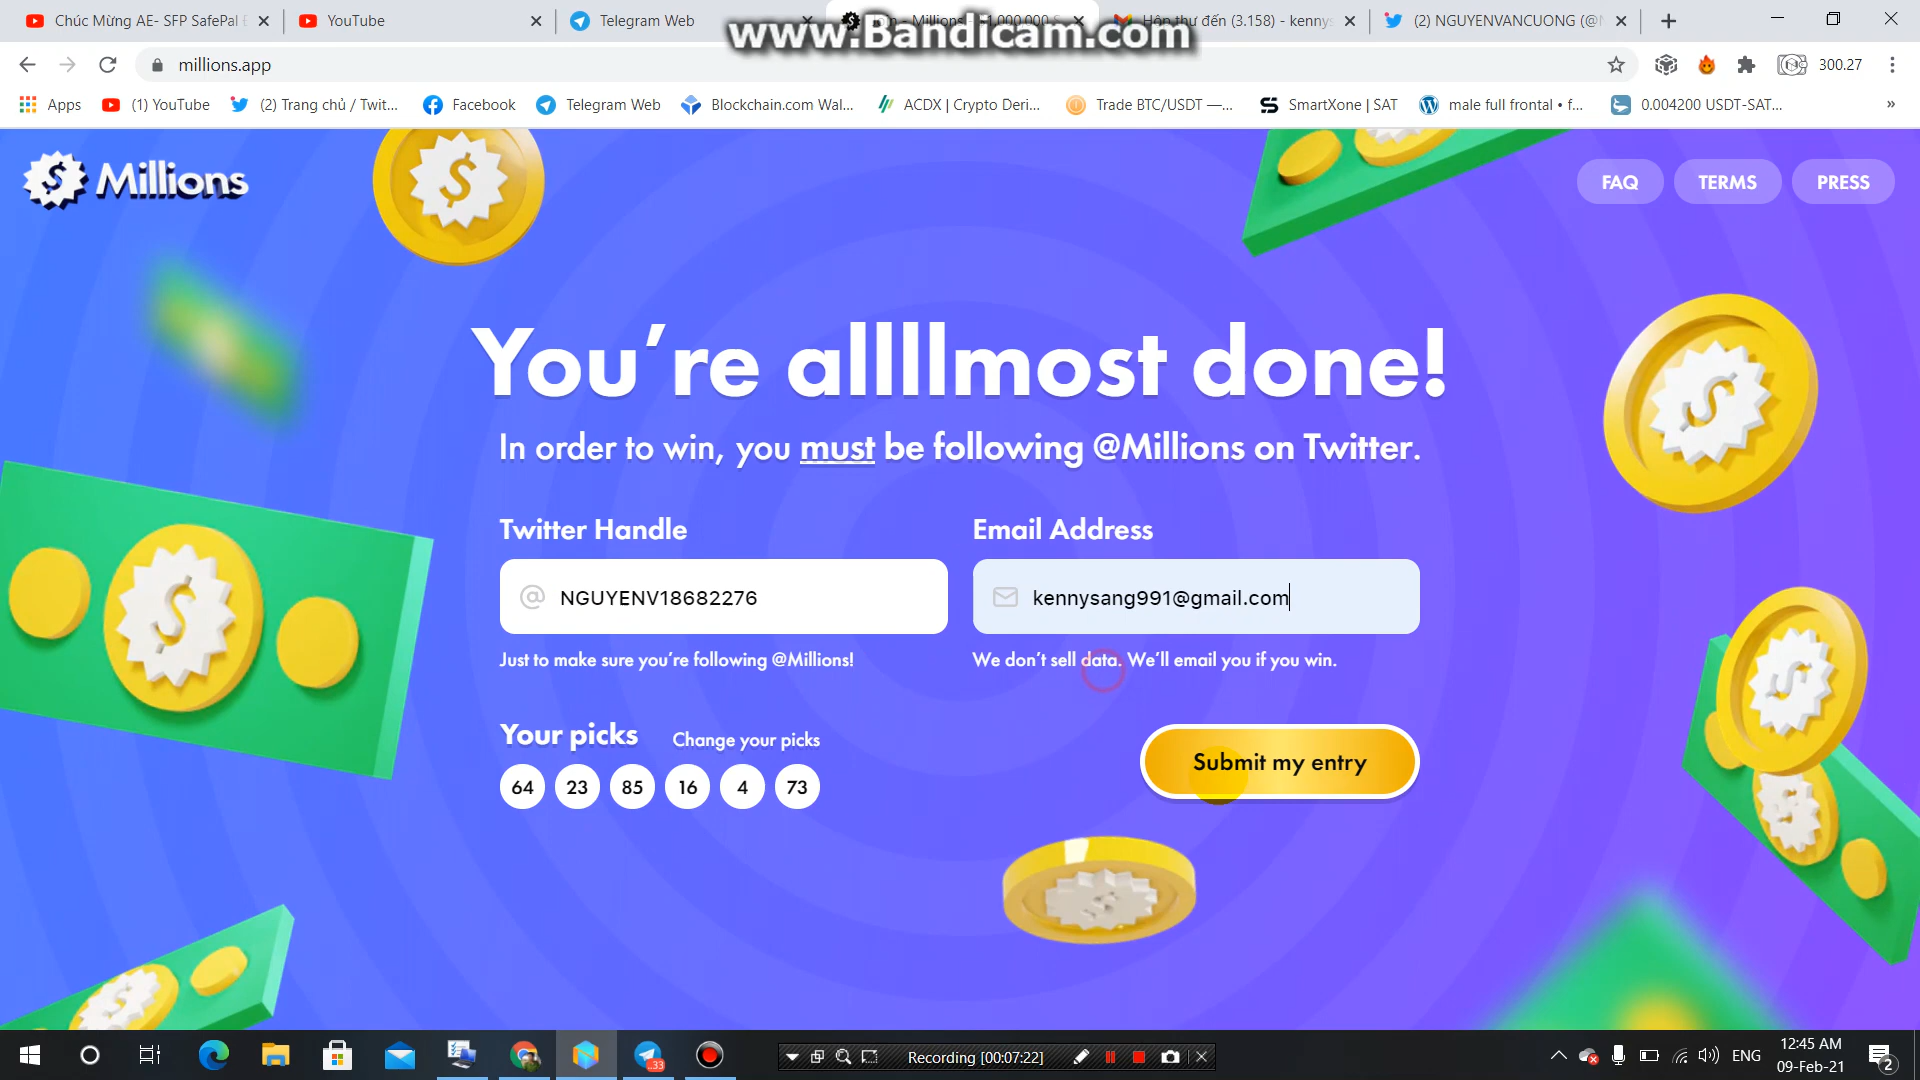 Chúc Mừng AE- SFP SafePal
YouTube
Telegram Web
Millions - $1,000,000
Hộp thư đến (3.158) - kennys
(2) NGUYENVANCUONG (@N
www.Bandicam.com
millions.app
300.27
Apps
(1) YouTube
(2) Trang chủ / Twit...
Facebook
Telegram Web
Blockchain.com Wal...
ACDX | Crypto Deri...
Trade BTC/USDT —...
SmartXone | SAT
male full frontal • f...
0.004200 USDT-SAT...
»
Millions
FAQ
TERMS
PRESS
You're allllmost done!
In order to win, you must be following @Millions on Twitter.
Twitter Handle
Email Address
@ NGUYENV18682276
kennysang991@gmail.com
Just to make sure you're following @Millions!
We don't sell data. We'll email you if you win.
Your picks
Change your picks
64 23 85 16 4 73
Submit my entry
33
Recording [00:07:22]
ENG
12:45 AM
09-Feb-21
2